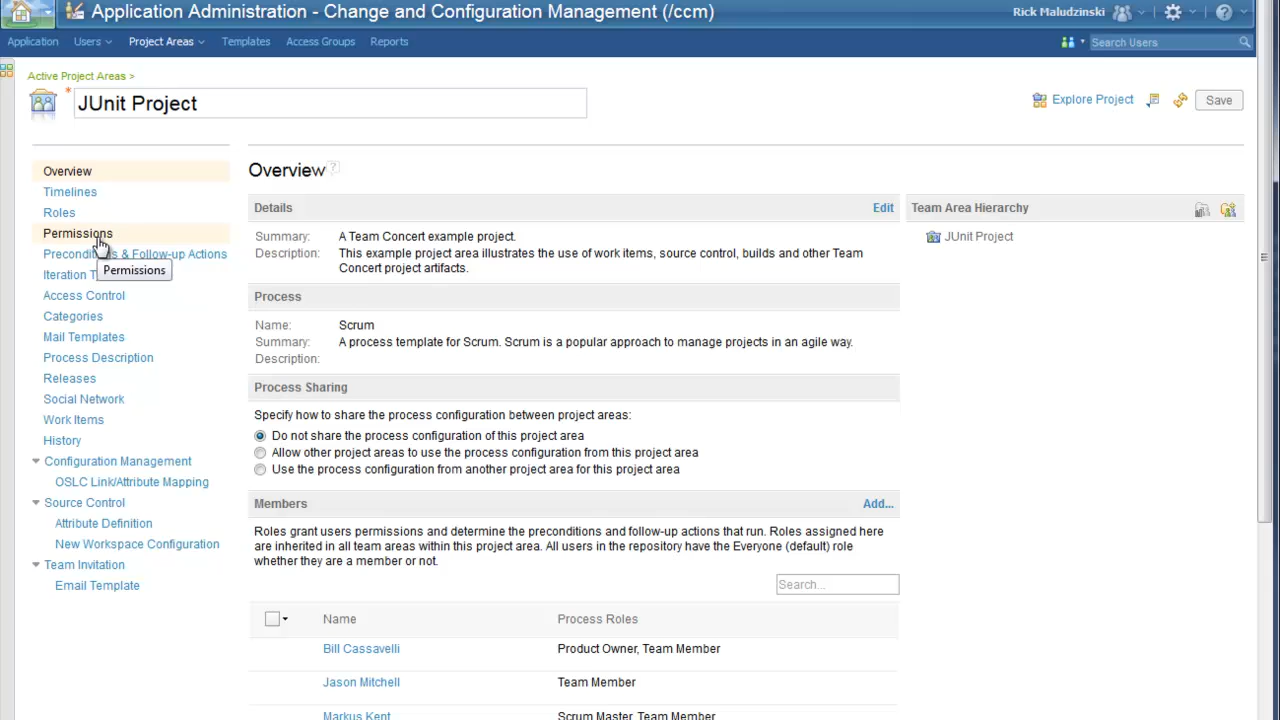 Application Administration - Change and Configuration Management (/ccm)
Rick Maludzinski
Application Users Project Areas Templates Access Groups Reports
Search Users
Active Project Areas >
* JUnit Project
Explore Project
Save
Overview
Timelines
Roles
Permissions
Preconditions & Follow-up Actions
Iteration T
Permissions
Access Control
Categories
Mail Templates
Process Description
Releases
Social Network
Work Items
History
Configuration Management
OSLC Link/Attribute Mapping
Source Control
Attribute Definition
New Workspace Configuration
Team Invitation
Email Template
Overview ?
Details Edit
Summary: A Team Concert example project.
Description: This example project area illustrates the use of work items, source control, builds and other Team
Concert project artifacts.
Process
Name: Scrum
Summary: A process template for Scrum. Scrum is a popular approach to manage projects in an agile way.
Description:
Process Sharing
Specify how to share the process configuration between project areas:
Do not share the process configuration of this project area
Allow other project areas to use the process configuration from this project area
Use the process configuration from another project area for this project area
Members Add...
Roles grant users permissions and determine the preconditions and follow-up actions that run. Roles assigned here
are inherited in all team areas within this project area. All users in the repository have the Everyone (default) role
whether they are a member or not.
Search...
Name Process Roles
Bill Cassavelli Product Owner, Team Member
Jason Mitchell Team Member
Markus Kent Scrum Master, Team Member
Team Area Hierarchy
JUnit Project